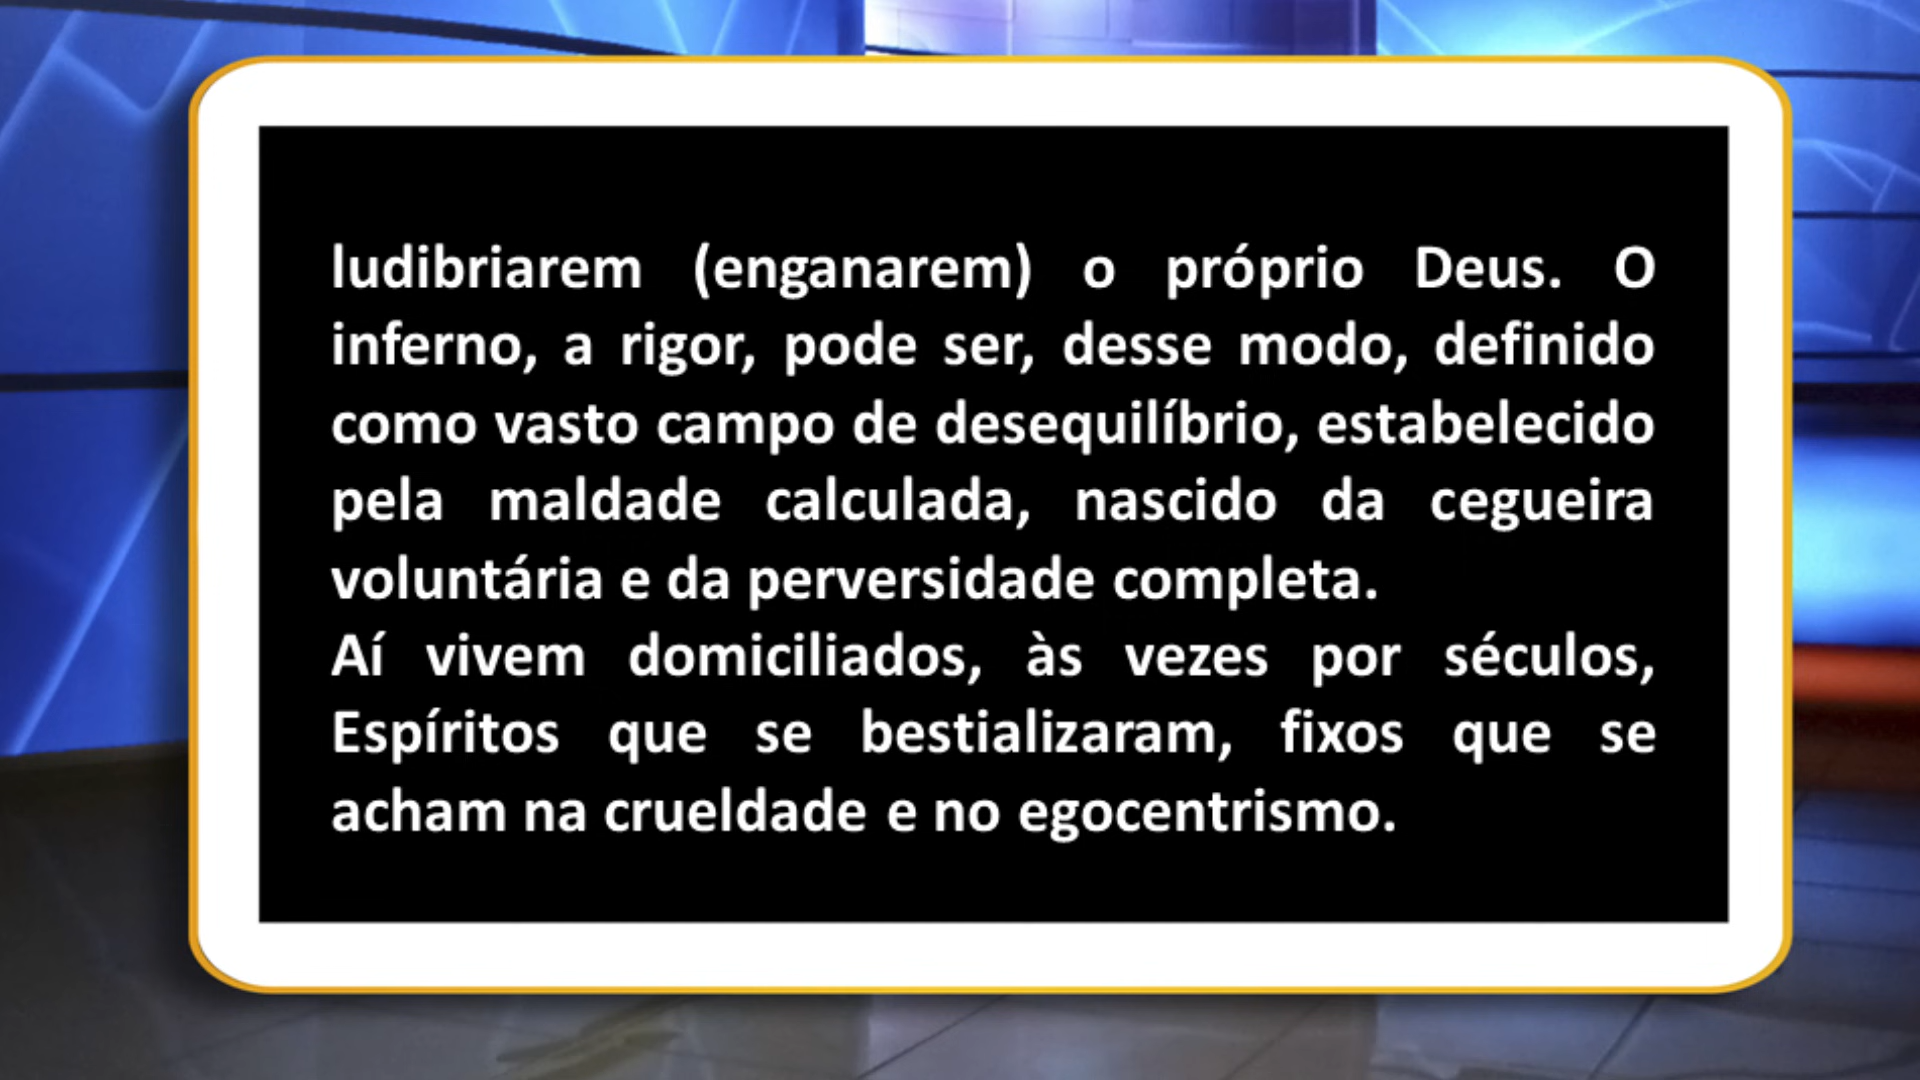 ludibriarem (enganarem) o próprio Deus. O
inferno, a rigor, pode ser, desse modo, definido
como vasto campo de desequilíbrio, estabelecido
pela maldade calculada, nascido da cegueira
voluntária e da perversidade completa.
Aí vivem domiciliados, às vezes por séculos,
Espíritos que se bestializaram, fixos que se
acham na crueldade e no egocentrismo.